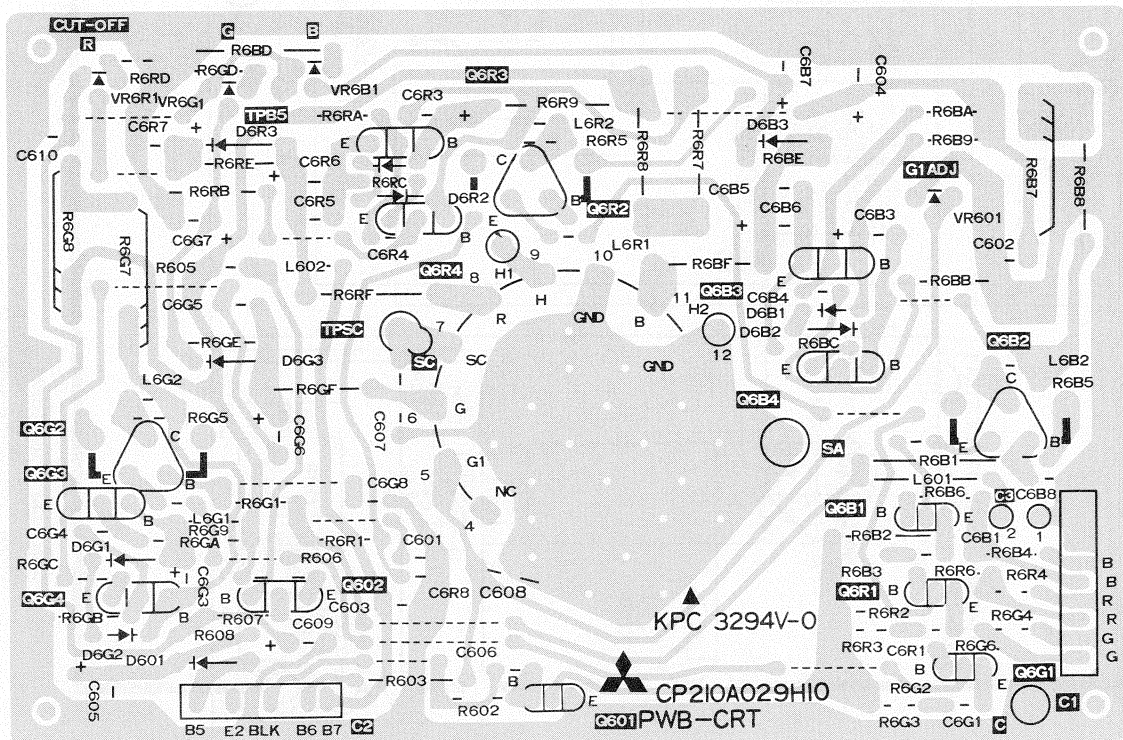 CUT-OFF
R G B
R6BD
R6RD R6GD
VR6R1 VR6G1 VR6B1
C6R7 TPB5 R6RA C6R3 Q6R3
R6R9 C6B7 C604
C610 D6R3 L6R2 R6R5 D6B3 R6BA
R6RE C6R6 C R6R8 R6R7 R6BE R6B9
R6RB R6RC D6R2 C6B5 G1ADJ R6B7 R6B8
C6R5 E B Q6R2 C6B6 C6B3 VR601
R6G8 R6G7 C6G7 E B E
C6R4 L6R1 C602
R605 L602 Q6R4 8 H1 9 10 R6BF E B R6BB
C6G5 R6RF H 11 H2 Q6B3 C6B4
TPSC 7 R GND B D6B1
R6GE SC 12 D6B2
D6G3 SC GND R6BC Q6B2
L6G2 R6GF E B L6B2
C R6B5
R6G5 C6G6 C607 6 G Q6B4
Q6G2 C SA
Q6G3 E B 5 G1 R6B1 E B
E B R6G1 C6G8 NC L601
L6G1 R6B6 C3 C6B8
C6G4 R6G9 4 Q6B1 B E
D6G1 R6GA R6R1 C601 R6B2 C6B1 2 1
R6GC R606 R6B4
Q602 R6B3 R6R6 R6R4 B
Q6G4 E C6G3 B E C6R8 C608 Q6R1 B E B
R6GB B R607 C603 R6R2 R6G4 R
R608 C609 KPC 3294V-0 R
D6G2 D601 C606 R6R3 C6R1 R6G6 G
R603 B E Q6G1 G
C605 B CP210A029H10 R6G2
R602 E C1
B5 E2 BLK B6 B7 C2 Q601 PWB-CRT R6G3 C6G1 C